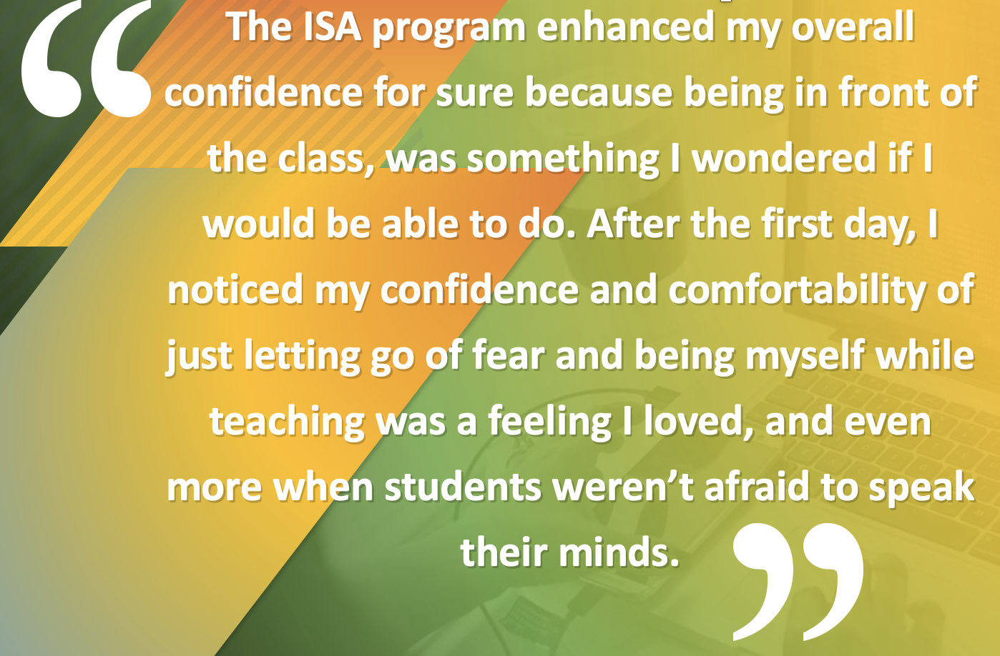 “
The ISA program enhanced my overall
confidence for sure because being in front of
the class, was something I wondered if I
would be able to do. After the first day, I
noticed my confidence and comfortability of
just letting go of fear and being myself while
teaching was a feeling I loved, and even
more when students weren’t afraid to speak
their minds.
”